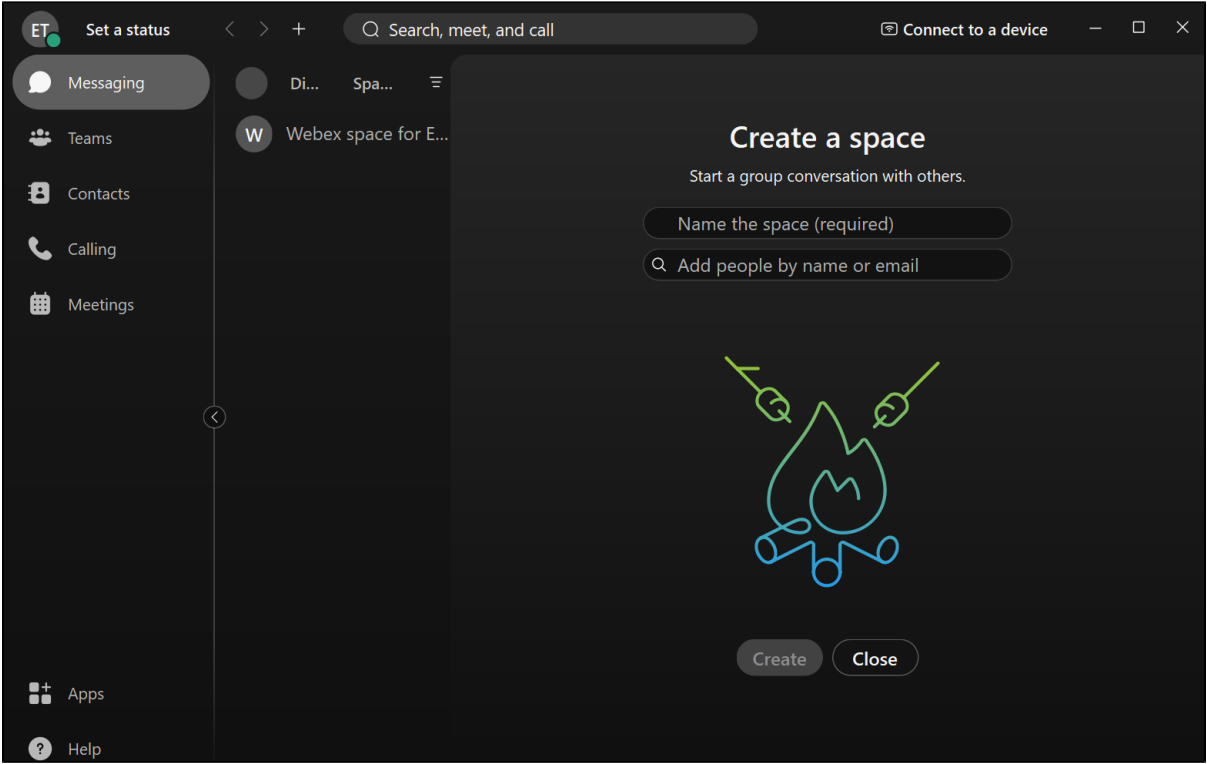 ET Set a status Search, meet, and call Connect to a device
Messaging
Teams
Contacts
Calling
Meetings
Apps
? Help
Di... Spa...
W Webex space for E...
Create a space
Start a group conversation with others.
Name the space (required)
Add people by name or email
Create Close